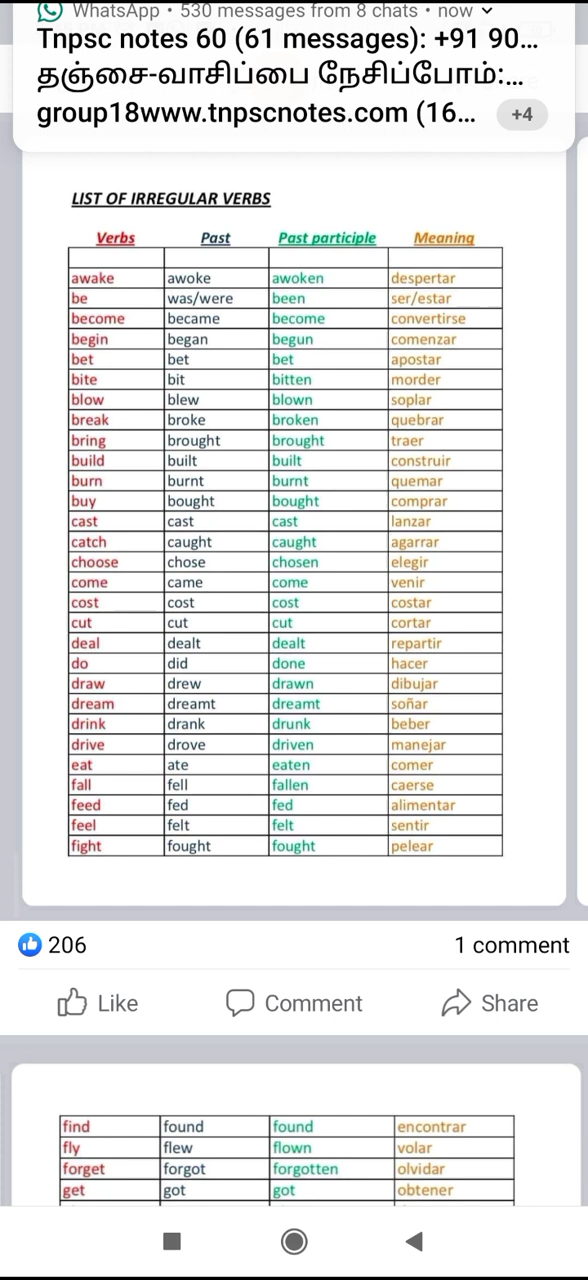 WhatsApp • 530 messages from 8 chats • now
Tnpsc notes 60 (61 messages): +91 90...
தஞ்சை-வாசிப்பை நேசிப்போம்:...
group18www.tnpscnotes.com (16... +4
LIST OF IRREGULAR VERBS
Verbs Past Past participle Meaning
awake awoke awoken despertar
be was/were been ser/estar
become became become convertirse
begin began begun comenzar
bet bet bet apostar
bite bit bitten morder
blow blew blown soplar
break broke broken quebrar
bring brought brought traer
build built built construir
burn burnt burnt quemar
buy bought bought comprar
cast cast cast lanzar
catch caught caught agarrar
choose chose chosen elegir
come came come venir
cost cost cost costar
cut cut cut cortar
deal dealt dealt repartir
do did done hacer
draw drew drawn dibujar
dream dreamt dreamt soñar
drink drank drunk beber
drive drove driven manejar
eat ate eaten comer
fall fell fallen caerse
feed fed fed alimentar
feel felt felt sentir
fight fought fought pelear
206 1 comment
Like Comment Share
find found found encontrar
fly flew flown volar
forget forgot forgotten olvidar
get got got obtener